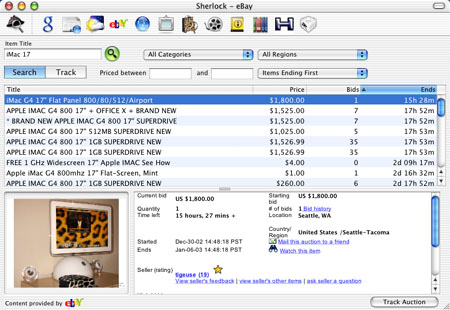 Sherlock – eBay
Item Title
iMac 17"
All Categories
All Regions
Search Track Priced between and Items Ending First
Title Price Bids Ends
iMac G4 17" Flat Panel 800/80/512/Airport $1,800.00 1 15h 28m
APPLE IMAC G4 800 17" + OFFICE X + BRAND NEW $1,525.00 7 17h 52m
* BRAND NEW APPLE IMAC G4 800 17" SUPERDRIVE $1,525.00 7 17h 52m
APPLE IMAC G4 800 17" 512MB SUPERDRIVE NEW $1,525.01 5 17h 53m
APPLE IMAC G4 800 17" 1GB SUPERDRIVE NEW $1,526.99 35 17h 53m
APPLE IMAC G4 800 17" 1GB SUPERDRIVE NEW $1,526.99 35 17h 53m
FREE 1 GHz Widescreen 17" Apple iMac See How $4.00 0 2d 09h 17m
Apple iMac G4 800mhz 17" Flat-Screen, Mint $1.00 1 2d 16h 32m
APPLE IMAC G4 800 17" 1GB SUPERDRIVE NEW $260.00 6 2d 17h 52m
Current bid US $1,800.00 Starting bid US $1,800.00
Quantity 1 # of bids 1 Bid history
Time left 15 hours, 27 mins + Location Seattle, WA
Country/ Region United States /Seattle-Tacoma
Started Dec-30-02 14:48:18 PST Mail this auction to a friend
Ends Jan-06-03 14:48:18 PST Watch this item
Seller (rating) tigeuse (19)
View seller's feedback | view seller's other items | ask seller a question
Content provided by ebY
Track Auction